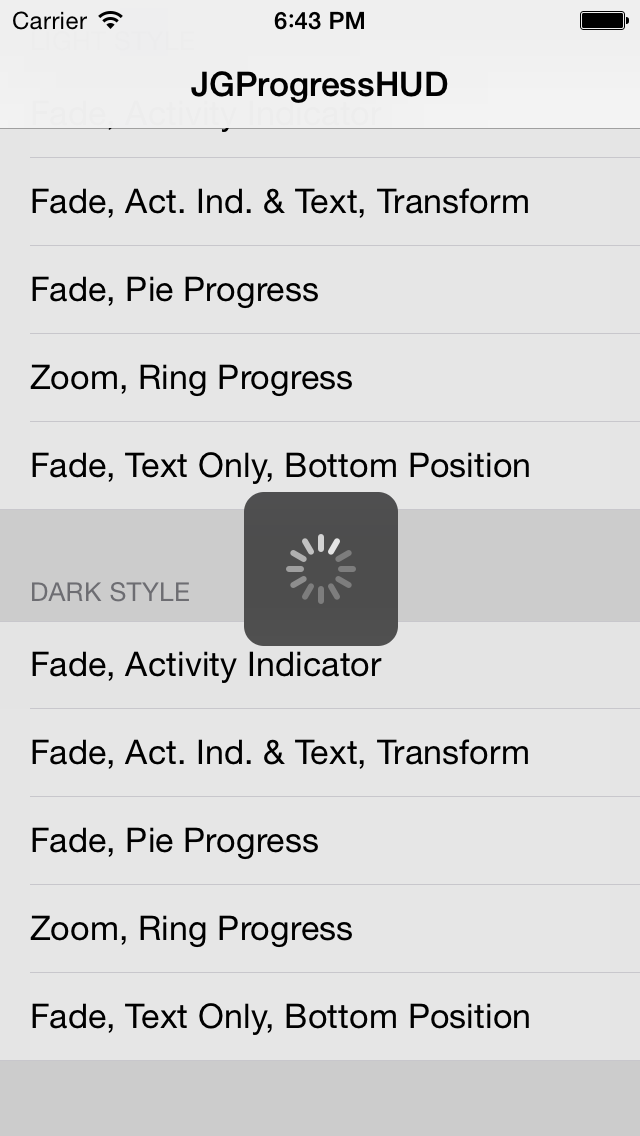 Carrier 6:43 PM
LIGHT STYLE
JGProgressHUD
Fade, Activity Indicator
Fade, Act. Ind. & Text, Transform
Fade, Pie Progress
Zoom, Ring Progress
Fade, Text Only, Bottom Position
DARK STYLE
Fade, Activity Indicator
Fade, Act. Ind. & Text, Transform
Fade, Pie Progress
Zoom, Ring Progress
Fade, Text Only, Bottom Position